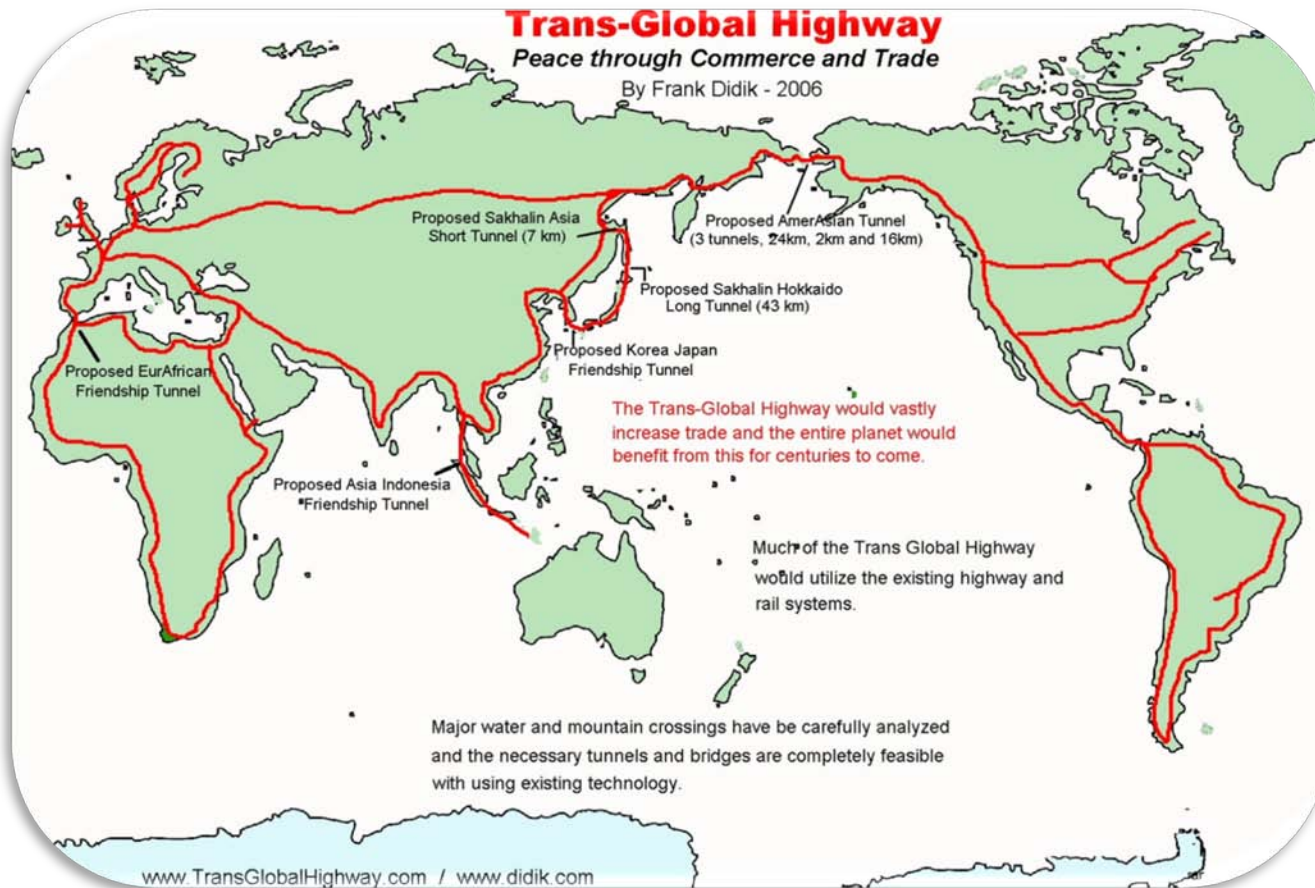 Trans-Global Highway
Peace through Commerce and Trade
By Frank Didik - 2006
Proposed Sakhalin Asia
Short Tunnel (7 km)
Proposed AmerAsian Tunnel
(3 tunnels, 24km, 2km and 16km)
Proposed Sakhalin Hokkaido
Long Tunnel (43 km)
Proposed Korea Japan
Friendship Tunnel
Proposed EurAfrican
Friendship Tunnel
The Trans-Global Highway would vastly
increase trade and the entire planet would
benefit from this for centuries to come.
Proposed Asia Indonesia
Friendship Tunnel
Much of the Trans Global Highway
would utilize the existing highway and
rail systems.
Major water and mountain crossings have be carefully analyzed
and the necessary tunnels and bridges are completely feasible
with using existing technology.
www.TransGlobalHighway.com / www.didik.com